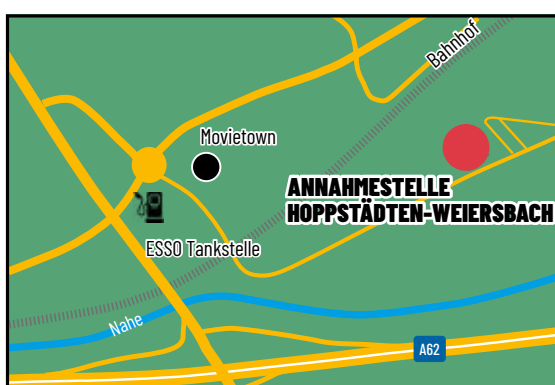 Bahnhof
Movietown
ANNAHMESTELLE
HOPPSTÄDTEN-WEIERSBACH
ESSO Tankstelle
Nahe
A62